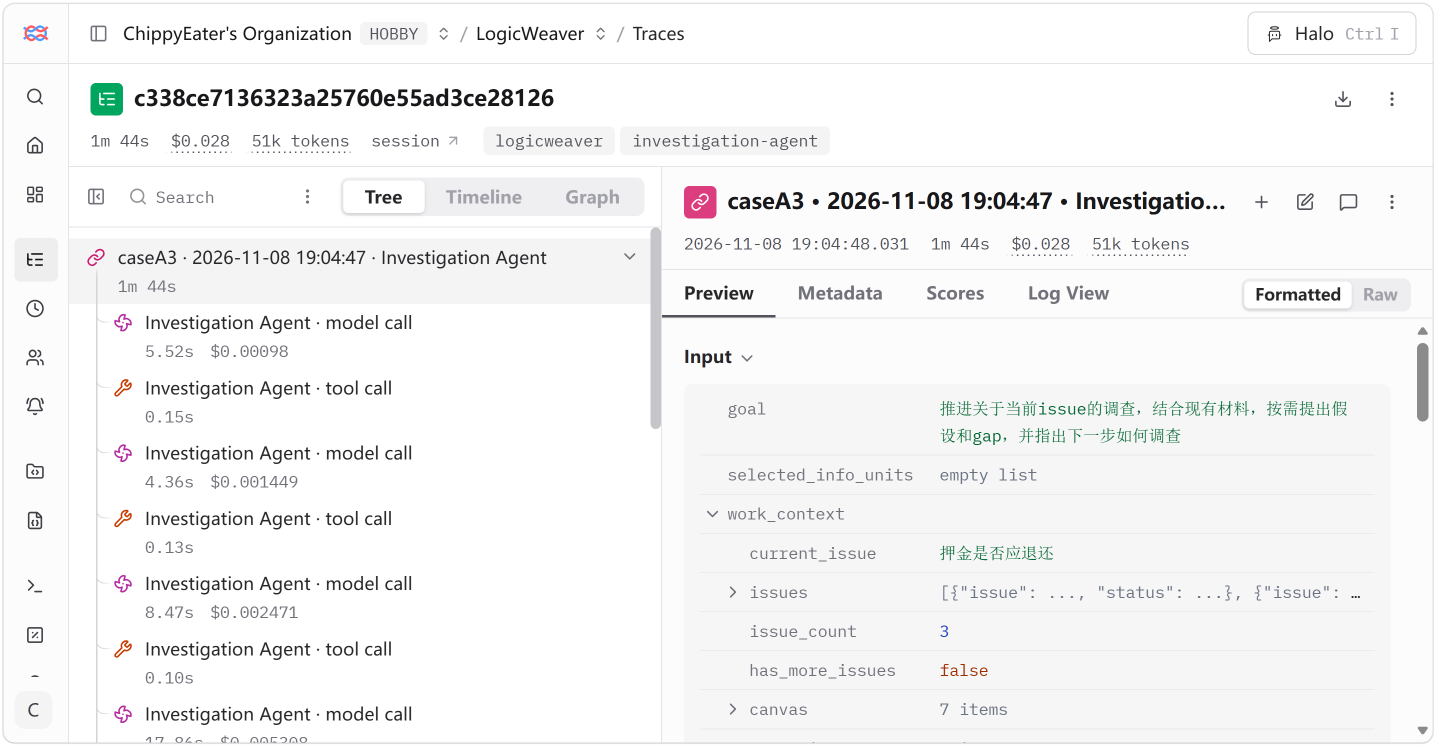 ChippyEater's Organization HOBBY / LogicWeaver / Traces
Halo Ctrl I
c338ce7136323a25760e55ad3ce28126
1m 44s $0.028 51k tokens session logicweaver investigation-agent
Search
Tree Timeline Graph
caseA3 · 2026-11-08 19:04:47 · Investigation Agent
1m 44s
Investigation Agent · model call
5.52s $0.00098
Investigation Agent · tool call
0.15s
Investigation Agent · model call
4.36s $0.001449
Investigation Agent · tool call
0.13s
Investigation Agent · model call
8.47s $0.002471
Investigation Agent · tool call
0.10s
Investigation Agent · model call
17.86s $0.005308
C
caseA3 • 2026-11-08 19:04:47 • Investigatio...
2026-11-08 19:04:48.031 1m 44s $0.028 51k tokens
Preview Metadata Scores Log View
Formatted Raw
Input
goal 推进关于当前issue的调查，结合现有材料，按需提出假
设和gap，并指出下一步如何调查
selected_info_units empty list
work_context
current_issue 押金是否应退还
issues [{"issue": ..., "status": ...}, {"issue": …
issue_count 3
has_more_issues false
canvas 7 items